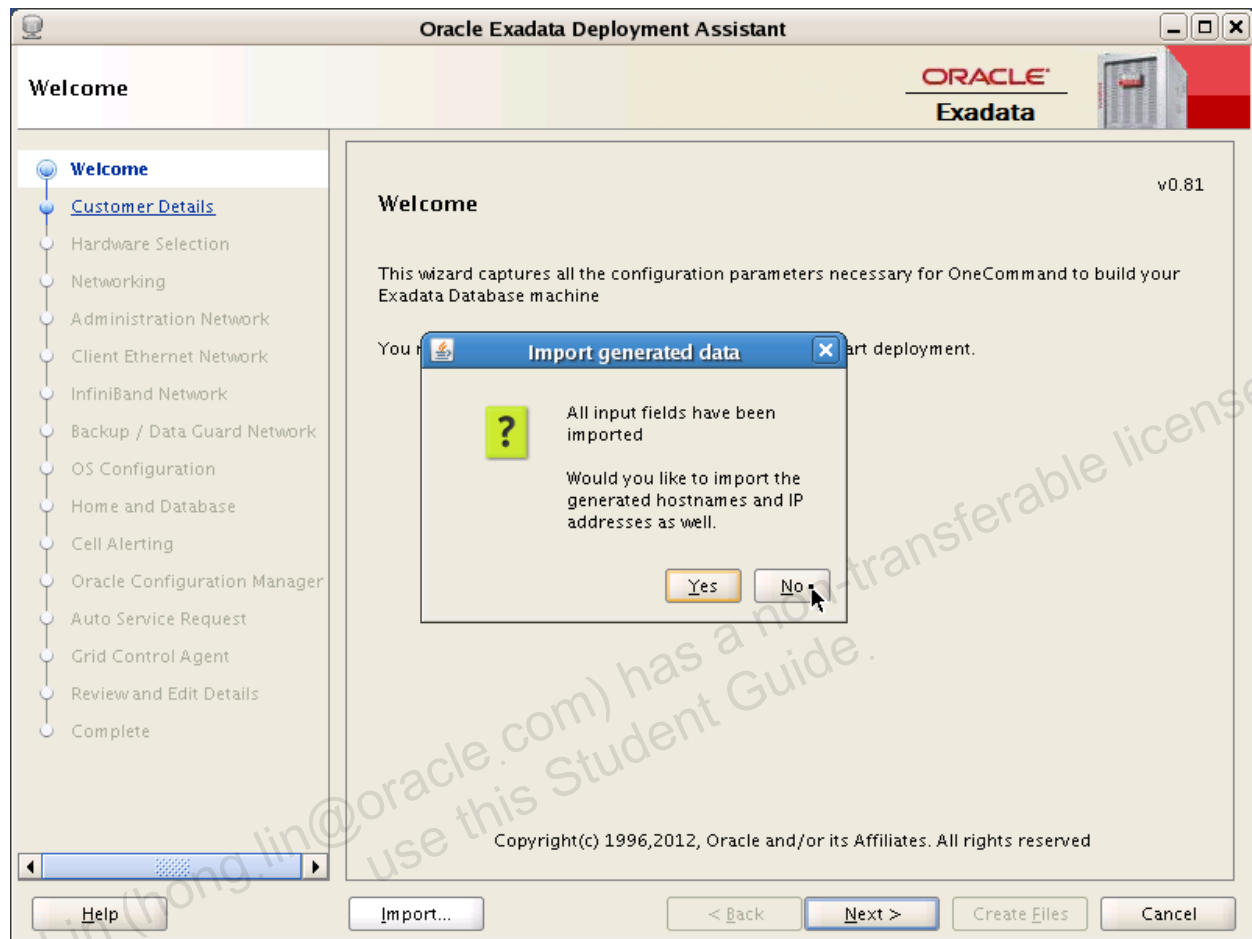 Oracle Exadata Deployment Assistant
Welcome
ORACLE
Exadata
Welcome
Customer Details
Hardware Selection
Networking
Administration Network
Client Ethernet Network
InfiniBand Network
Backup / Data Guard Network
OS Configuration
Home and Database
Cell Alerting
Oracle Configuration Manager
Auto Service Request
Grid Control Agent
Review and Edit Details
Complete
v0.81
Welcome
This wizard captures all the configuration parameters necessary for OneCommand to build your
Exadata Database machine
You
deployment.
Import generated data
?
All input fields have been
imported
Would you like to import the
generated hostnames and IP
addresses as well.
Yes
No
Copyright(c) 1996,2012, Oracle and/or its Affiliates. All rights reserved
Help
Import...
< Back
Next >
Create Files
Cancel
Lin (hong.lin@oracle.com) has a non-transferable license
use this Student Guide.